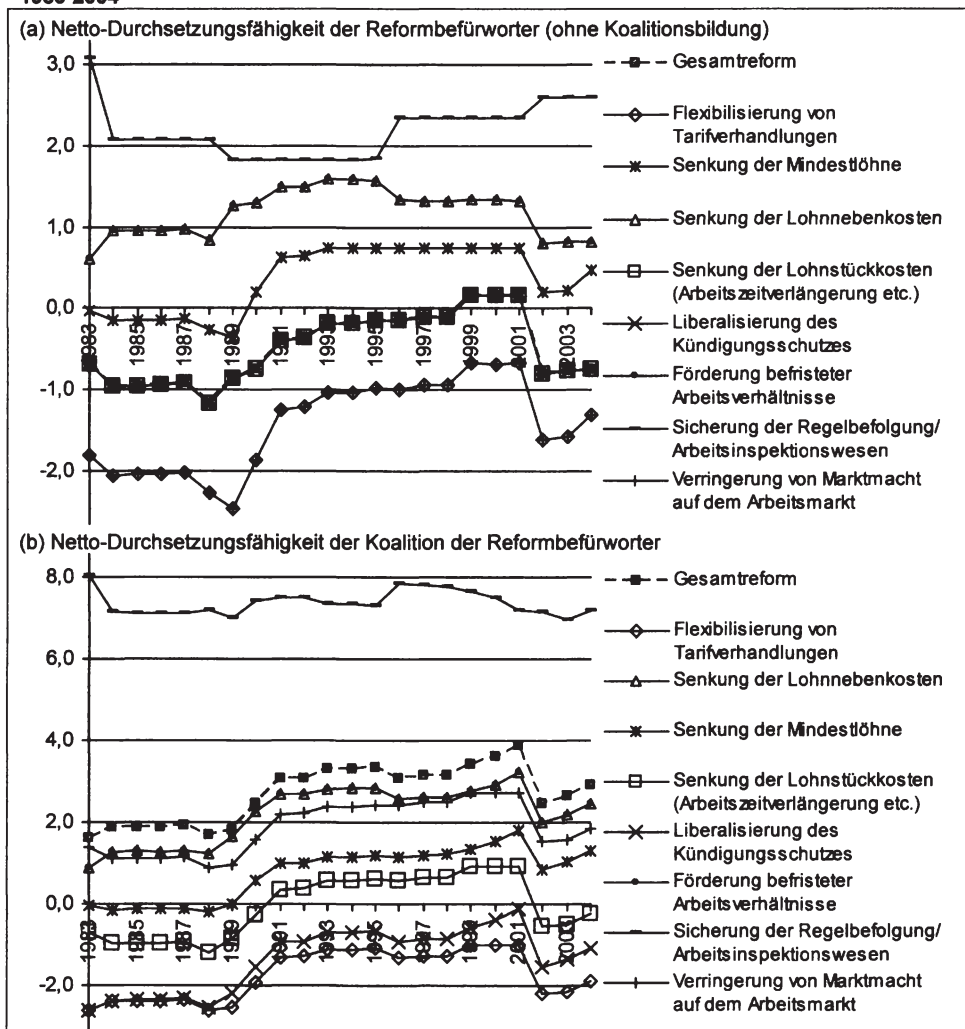 1983-2004
(a) Netto-Durchsetzungsfähigkeit der Reformbefürworter (ohne Koalitionsbildung)
3,0
2,0
1,0
0,0
-1,0
-2,0
1983
1985
1987
1989
1991
1993
1995
1997
1999
2001
2003
Gesamtreform
Flexibilisierung von
Tarifverhandlungen
Senkung der Mindestlöhne
Senkung der Lohnnebenkosten
Senkung der Lohnstückkosten
(Arbeitszeitverlängerung etc.)
Liberalisierung des
Kündigungsschutzes
Förderung befristeter
Arbeitsverhältnisse
Sicherung der Regelbefolgung/
Arbeitsinspektionswesen
Verringerung von Marktmacht
auf dem Arbeitsmarkt
(b) Netto-Durchsetzungsfähigkeit der Koalition der Reformbefürworter
8,0
6,0
4,0
2,0
0,0
-2,0
1983
1985
1987
1989
1991
1993
1995
1997
1999
2001
2003
Gesamtreform
Flexibilisierung von
Tarifverhandlungen
Senkung der Lohnnebenkosten
Senkung der Mindestlöhne
Senkung der Lohnstückkosten
(Arbeitszeitverlängerung etc.)
Liberalisierung des
Kündigungsschutzes
Förderung befristeter
Arbeitsverhältnisse
Sicherung der Regelbefolgung/
Arbeitsinspektionswesen
Verringerung von Marktmacht
auf dem Arbeitsmarkt